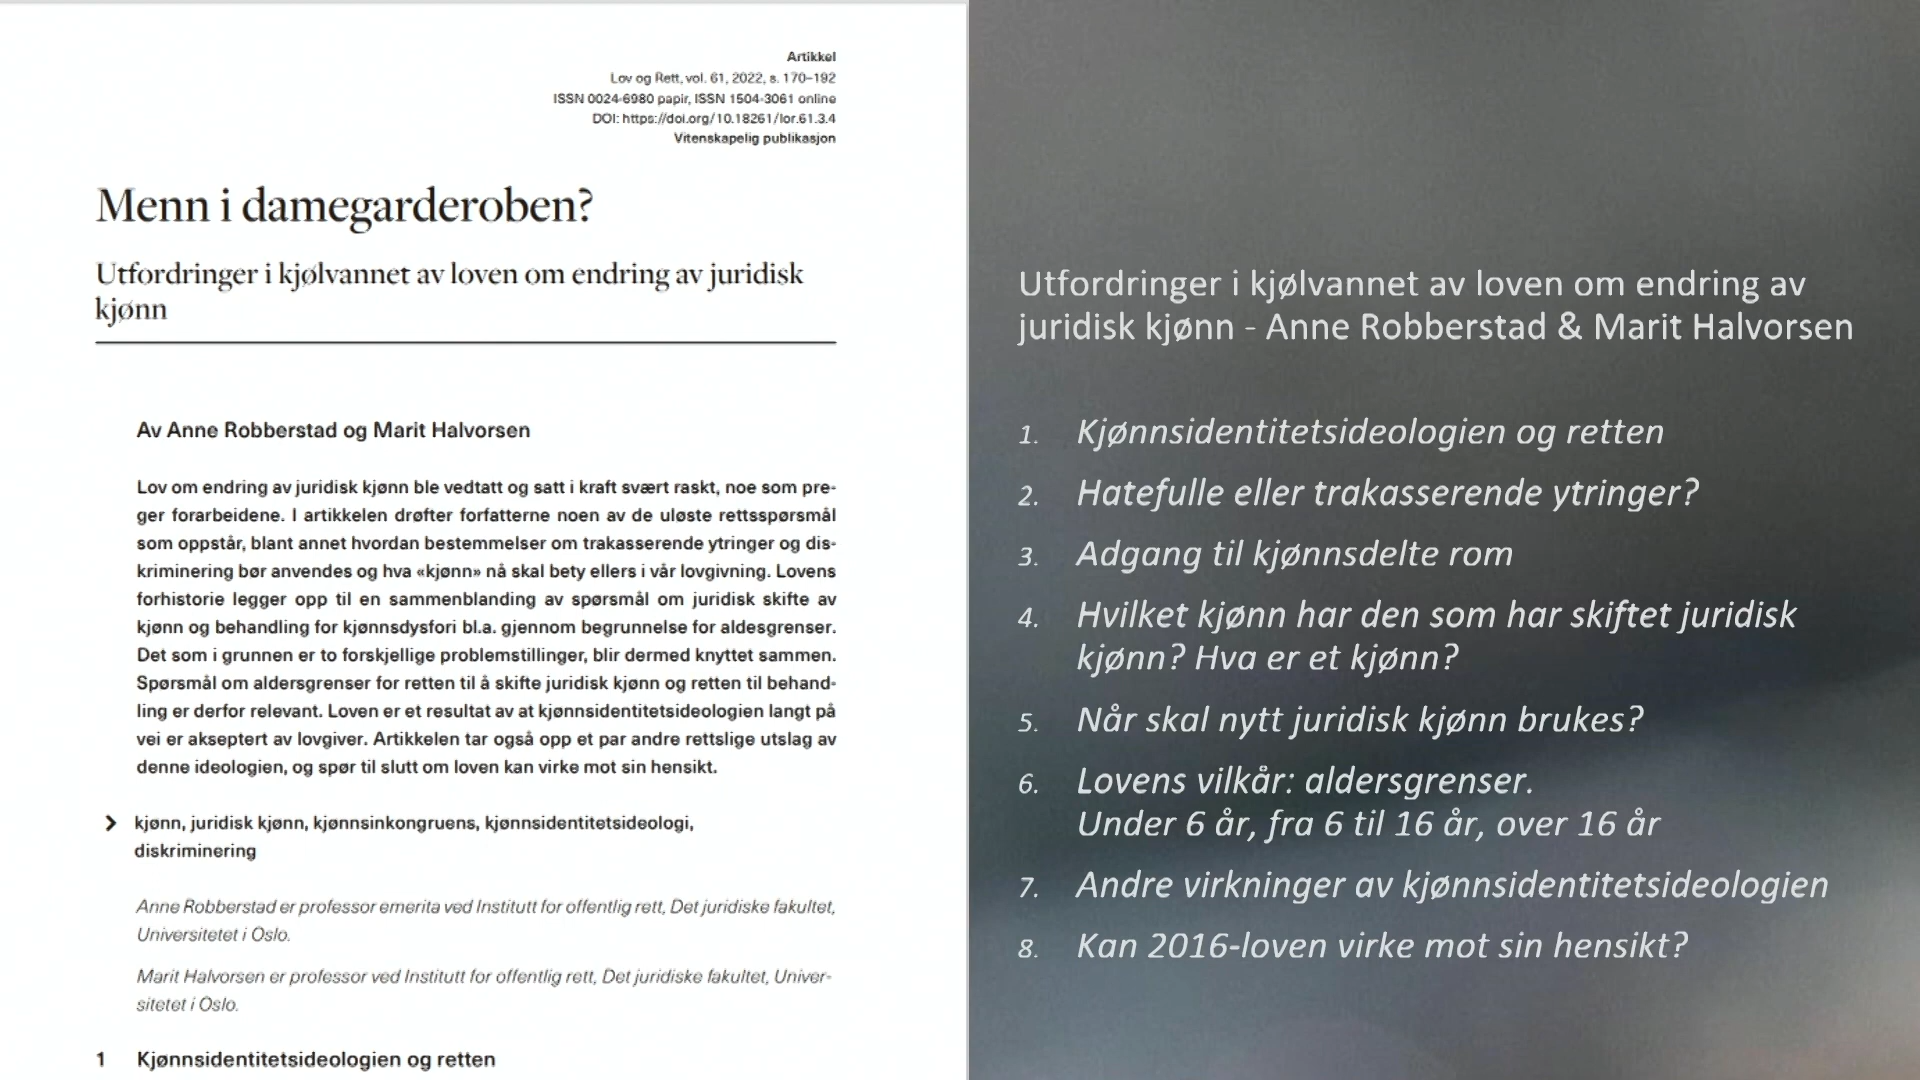 Artikkel
Lov og Rett, vol. 61, 2022, s. 170–192
ISSN 0024-6980 papir, ISSN 1504-3061 online
DOI: https://doi.org/10.18261/lor.61.3.4
Vitenskapelig publikasjon
Menn i damegarderoben?
Utfordringer i kjølvannet av loven om endring av juridisk
kjønn
Av Anne Robberstad og Marit Halvorsen
Lov om endring av juridisk kjønn ble vedtatt og satt i kraft svært raskt, noe som pre-
ger forarbeidene. I artikkelen drøfter forfatterne noen av de uløste rettsspørsmål
som oppstår, blant annet hvordan bestemmelser om trakasserende ytringer og dis-
kriminering bør anvendes og hva «kjønn» nå skal bety ellers i vår lovgivning. Lovens
forhistorie legger opp til en sammenblanding av spørsmål om juridisk skifte av
kjønn og behandling for kjønnsdysfori bl.a. gjennom begrunnelse for aldesgrenser.
Det som i grunnen er to forskjellige problemstillinger, blir dermed knyttet sammen.
Spørsmål om aldersgrenser for retten til å skifte juridisk kjønn og retten til behand-
ling er derfor relevant. Loven er et resultat av at kjønnsidentitetsideologien langt på
vei er akseptert av lovgiver. Artikkelen tar også opp et par andre rettslige utslag av
denne ideologien, og spør til slutt om loven kan virke mot sin hensikt.
kjønn, juridisk kjønn, kjønnsinkongruens, kjønnsidentitetsideologi,
diskriminering
Anne Robberstad er professor emerita ved Institutt for offentlig rett, Det juridiske fakultet,
Universitetet i Oslo.
Marit Halvorsen er professor ved Institutt for offentlig rett, Det juridiske fakultet, Univer-
sitetet i Oslo.
1 Kjønnsidentitetsideologien og retten
Utfordringer i kjølvannet av loven om endring av
juridisk kjønn - Anne Robberstad & Marit Halvorsen
1. Kjønnsidentitetsideologien og retten
2. Hatefulle eller trakasserende ytringer?
3. Adgang til kjønnsdelte rom
4. Hvilket kjønn har den som har skiftet juridisk
kjønn? Hva er et kjønn?
5. Når skal nytt juridisk kjønn brukes?
6. Lovens vilkår: aldersgrenser.
Under 6 år, fra 6 til 16 år, over 16 år
7. Andre virkninger av kjønnsidentitetsideologien
8. Kan 2016-loven virke mot sin hensikt?